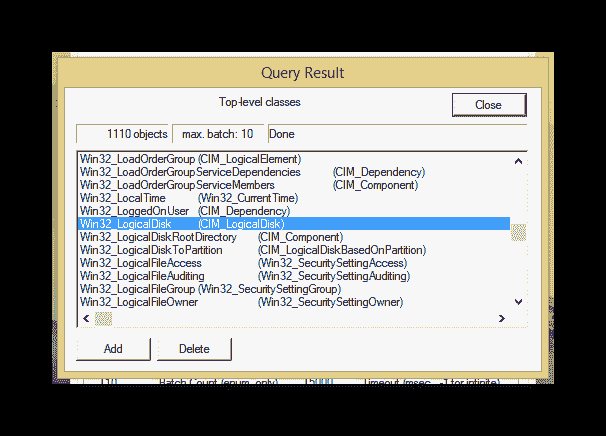 Query Result
Top-level classes
Close
1110 objects
max. batch: 10
Done
Win32_LoadOrderGroup (CIM_LogicalElement)
Win32_LoadOrderGroupServiceDependencies (CIM_Dependency)
Win32_LoadOrderGroupServiceMembers (CIM_Component)
Win32_LocalTime (Win32_CurrentTime)
Win32_LoggedOnUser (CIM_Dependency)
Win32_LogicalDisk (CIM_LogicalDisk)
Win32_LogicalDiskRootDirectory (CIM_Component)
Win32_LogicalDiskToPartition (CIM_LogicalDiskBasedOnPartition)
Win32_LogicalFileAccess (Win32_SecuritySettingAccess)
Win32_LogicalFileAuditing (Win32_SecuritySettingAuditing)
Win32_LogicalFileGroup (Win32_SecuritySettingGroup)
Win32_LogicalFileOwner (Win32_SecuritySettingOwner)
Add
Delete
10 Batch Count (enum. only) 5000 Timeout (msec., -1 for infinite)